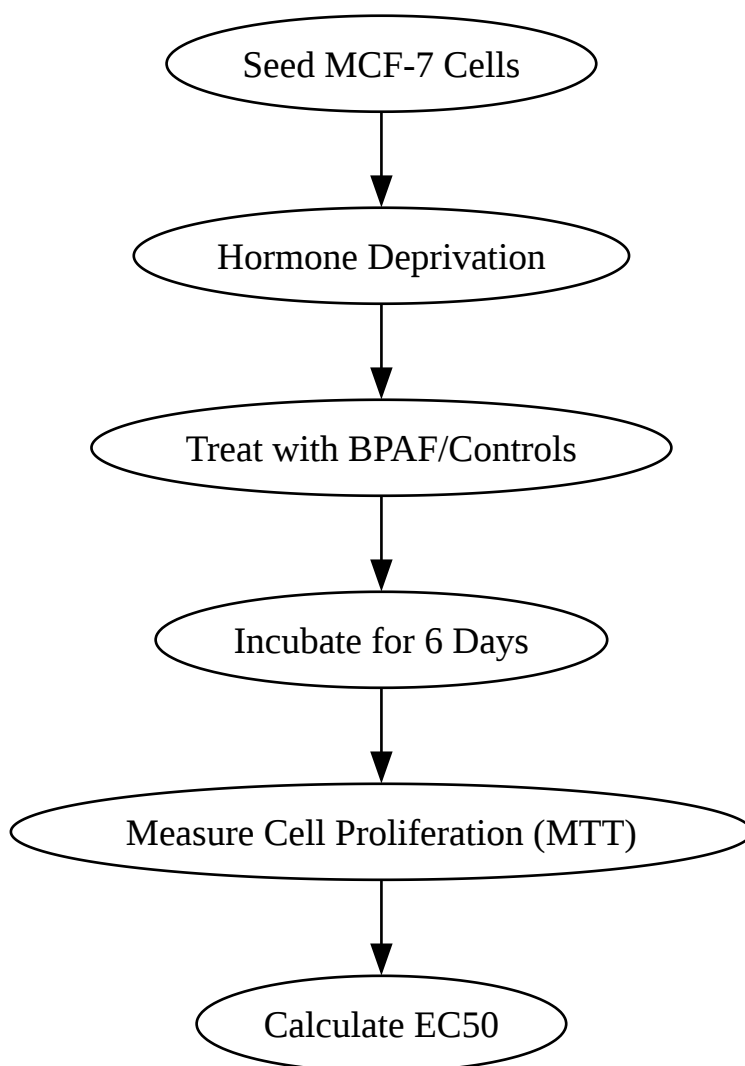 Seed MCF-7 Cells
Hormone Deprivation
Treat with BPAF/Controls
Incubate for 6 Days
Measure Cell Proliferation (MTT)
Calculate EC50